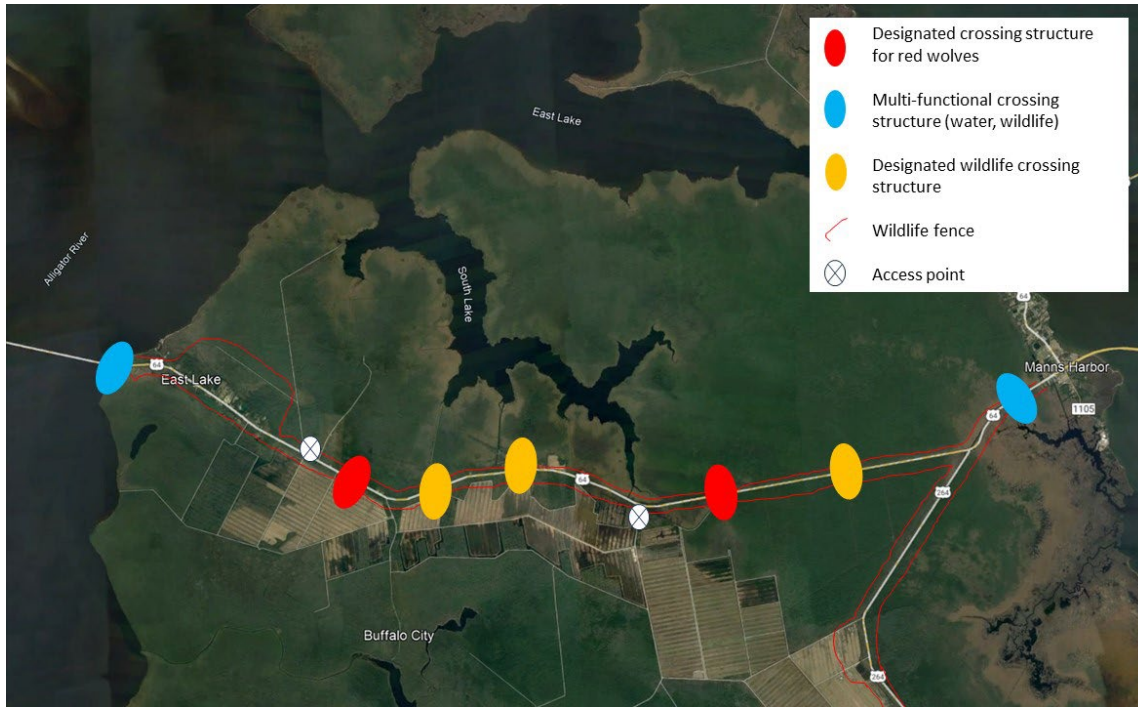 Designated crossing structure
for red wolves
Multi-functional crossing
structure (water, wildlife)
Designated wildlife crossing
structure
Wildlife fence
Access point
East Lake
Alligator River
South Lake
64
64
East Lake
Manns Harbor
1105
64
64
264
Buffalo City
264